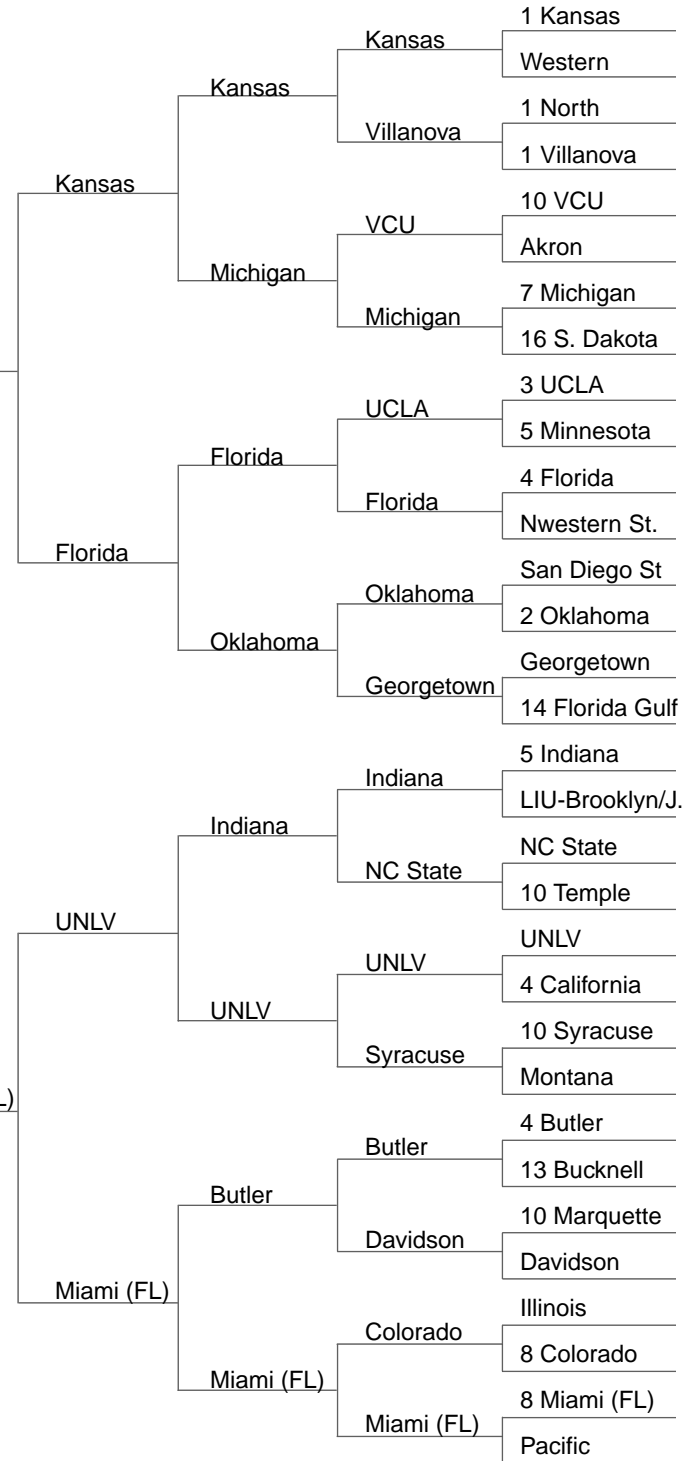 1 Kansas
Kansas
Western
Kansas
1 North
Villanova
1 Villanova
Kansas
10 VCU
VCU
Akron
Michigan
7 Michigan
Michigan
16 S. Dakota
3 UCLA
UCLA
5 Minnesota
Florida
4 Florida
Florida
Nwestern St.
Florida
San Diego St
Oklahoma
2 Oklahoma
Oklahoma
Georgetown
Georgetown
14 Florida Gulf
5 Indiana
Indiana
LIU-Brooklyn/J.
Indiana
NC State
NC State
10 Temple
UNLV
UNLV
UNLV
4 California
UNLV
10 Syracuse
Syracuse
Montana
L)
4 Butler
Butler
13 Bucknell
Butler
10 Marquette
Davidson
Davidson
Miami (FL)
Illinois
Colorado
8 Colorado
Miami (FL)
8 Miami (FL)
Miami (FL)
Pacific